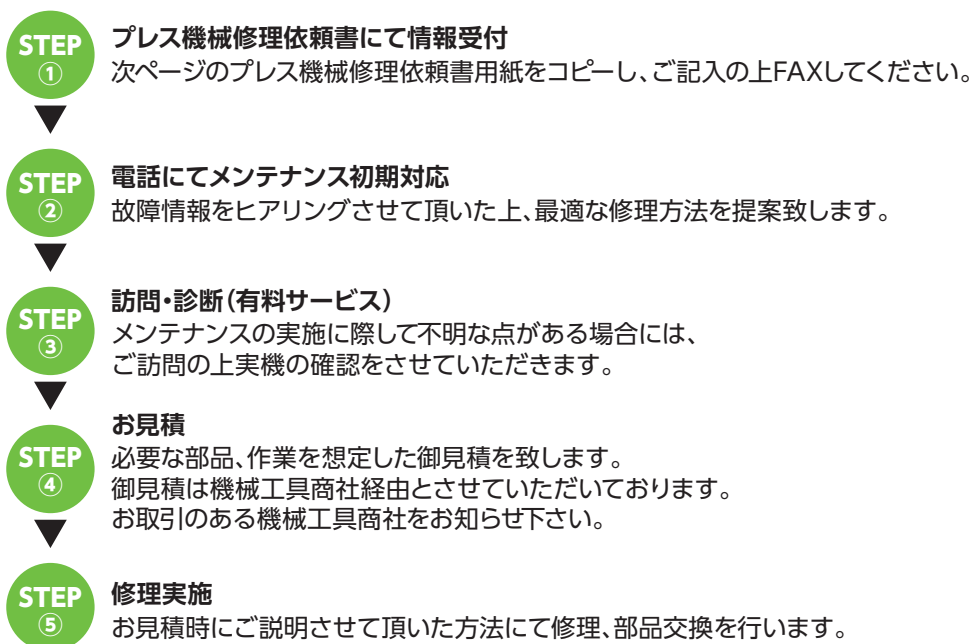 STEP
①
プレス機械修理依頼書にて情報受付
次ページのプレス機械修理依頼書用紙をコピーし、ご記入の上FAXしてください。
STEP
②
電話にてメンテナンス初期対応
故障情報をヒアリングさせて頂いた上、最適な修理方法を提案致します。
STEP
③
訪問・診断（有料サービス）
メンテナンスの実施に際して不明な点がある場合には、
ご訪問の上実機の確認をさせていただきます。
STEP
④
お見積
必要な部品、作業を想定した御見積を致します。
御見積は機械工具商社経由とさせていただいております。
お取引のある機械工具商社をお知らせ下さい。
STEP
⑤
修理実施
お見積時にご説明させて頂いた方法にて修理、部品交換を行います。